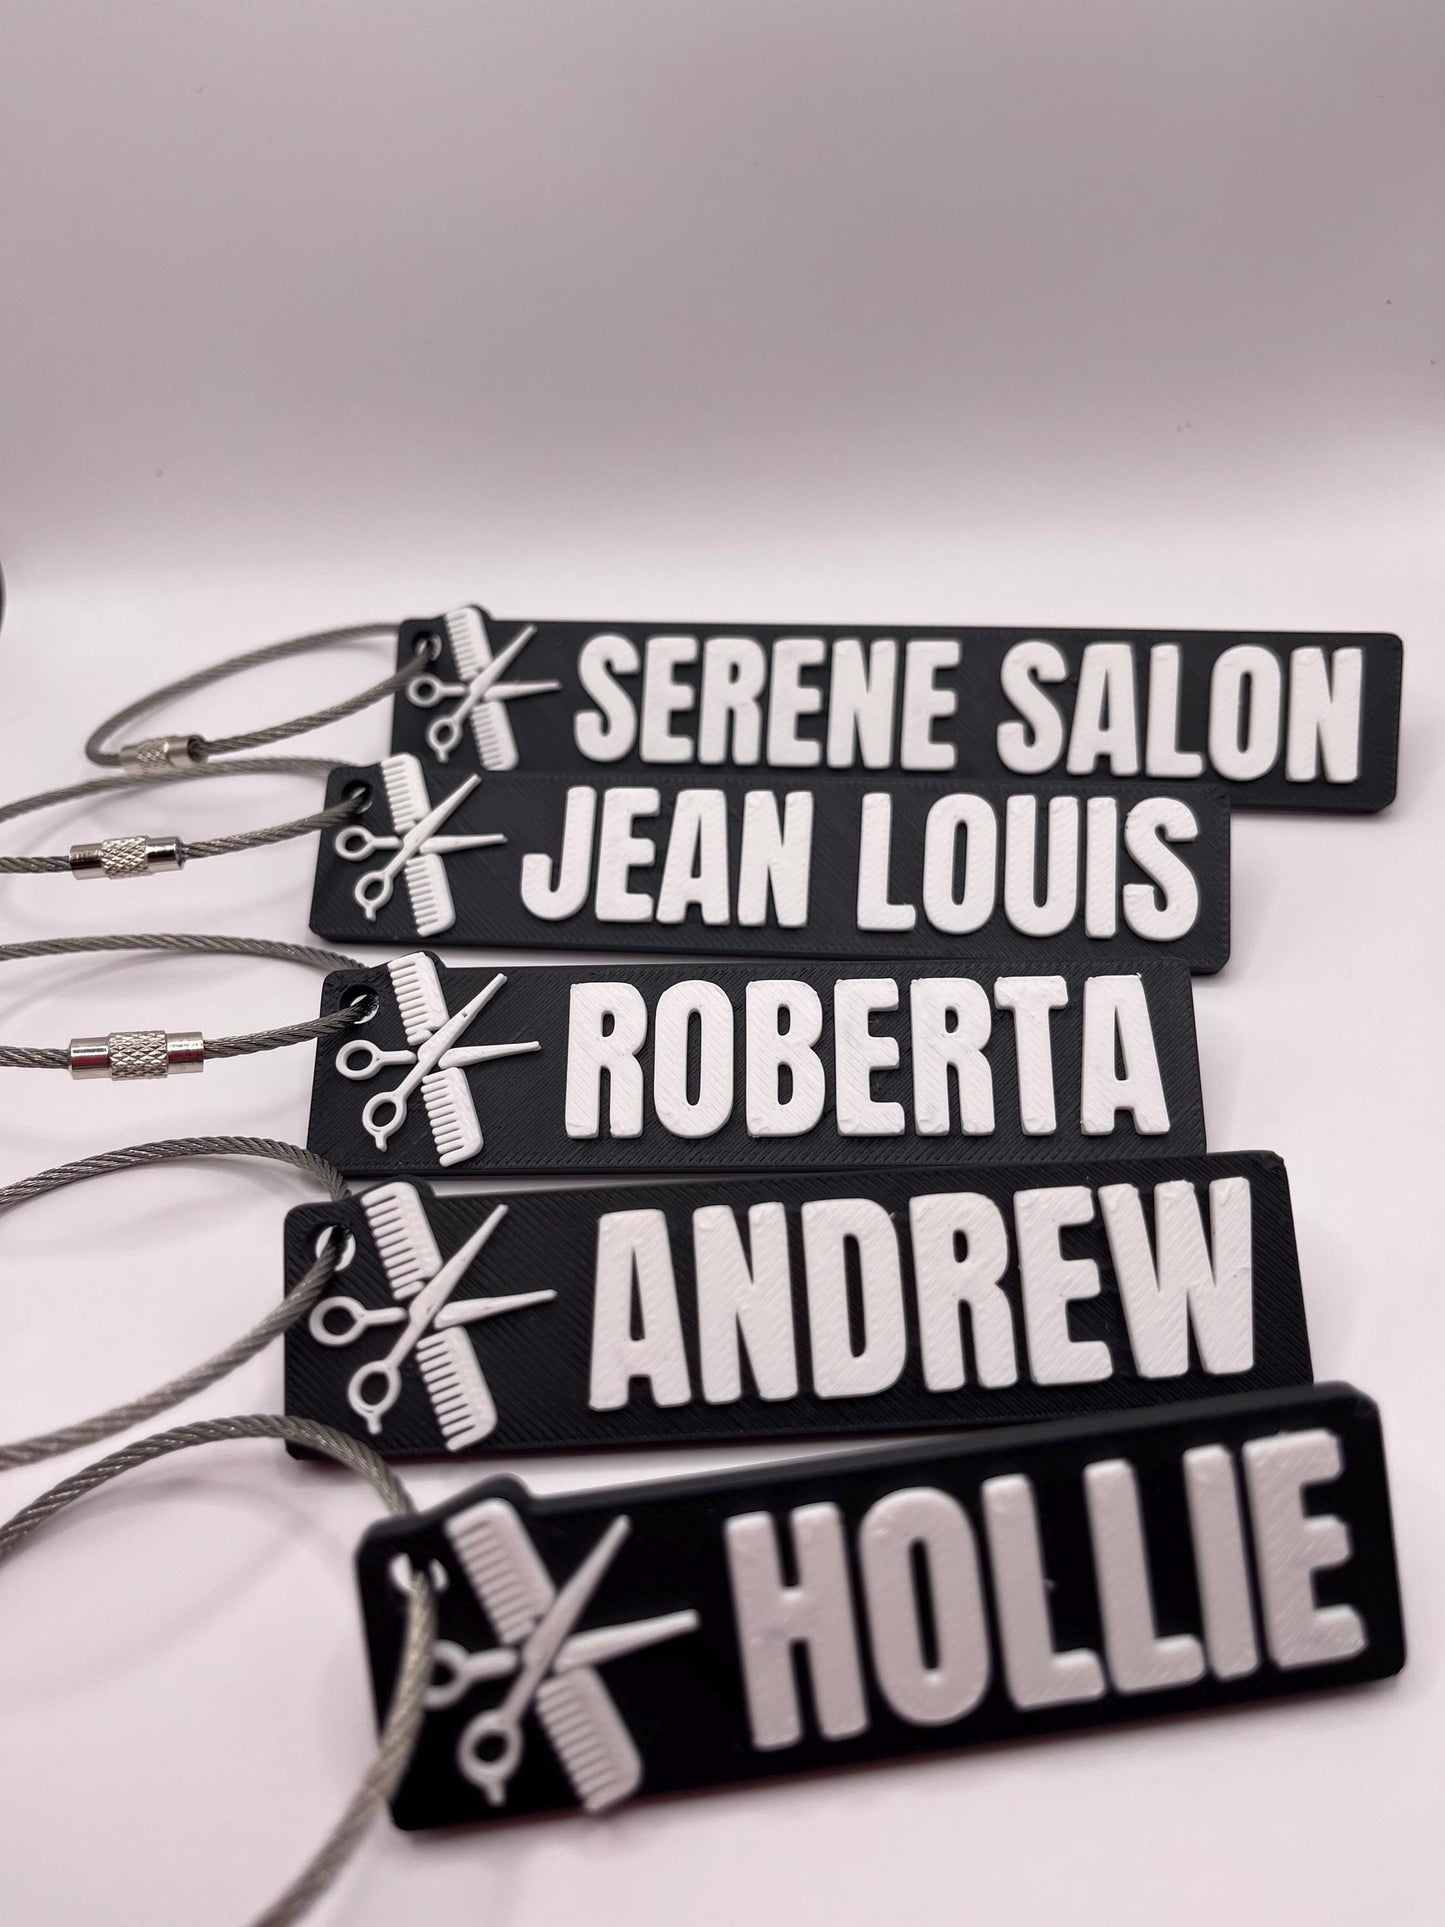 SERENE SALON
JEAN LOUIS
ROBERTA
ANDREW
HOLLIE